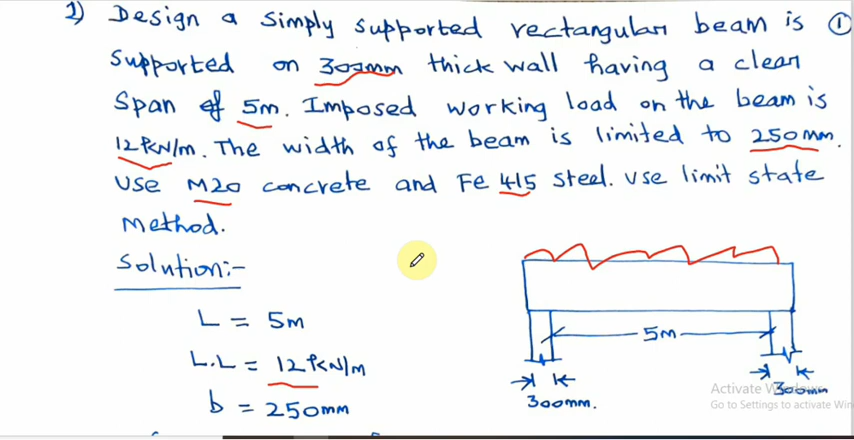 1) Design a simply supported rectangular beam is ①
supported on 300mm thick wall having a clear
span of 5m. Imposed working load on the beam is
12KN/m. The width of the beam is limited to 250mm.
Use M20 concrete and Fe 415 steel. Use limit state
Method.
Solution:-
L = 5m
L.L = 12KN/m
b = 250mm
5m
300mm.
300mm
Activate Windows
Go to Settings to activate Win